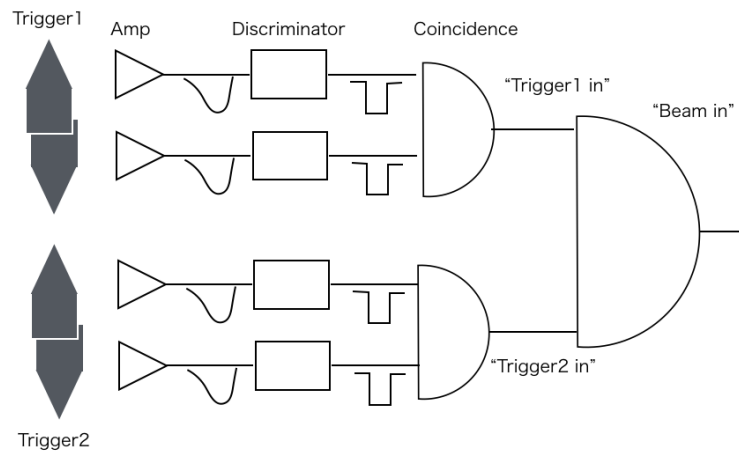 Trigger1
Amp
Discriminator
Coincidence
“Trigger1 in”
“Beam in”
“Trigger2 in”
Trigger2